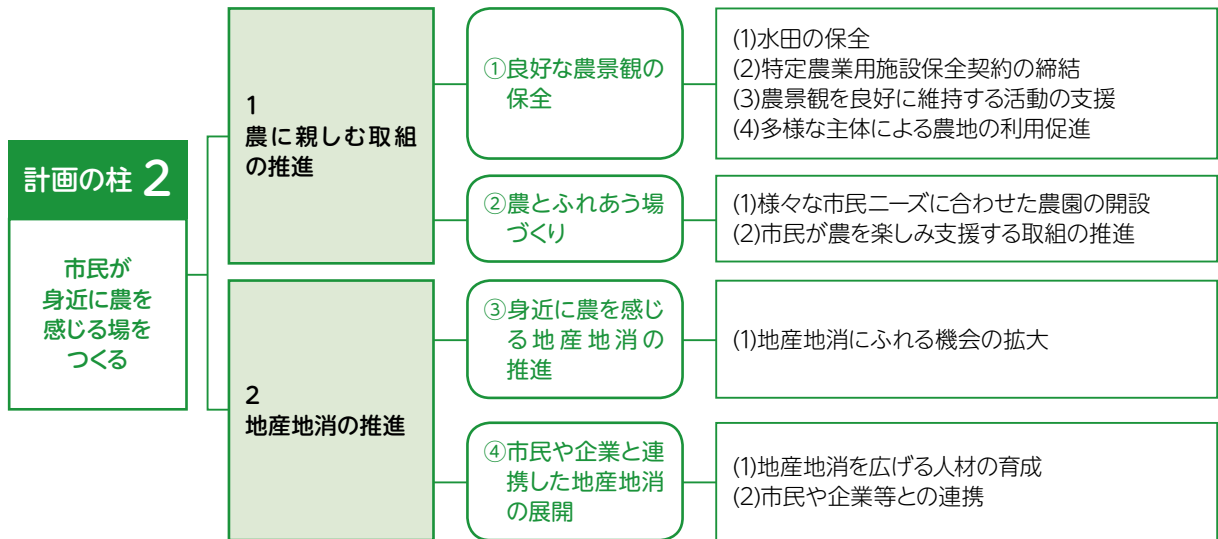 計画の柱 2
市民が
身近に農を
感じる場を
つくる
1
農に親しむ取組
の推進
①良好な農景観の
保全
(1)水田の保全
(2)特定農業用施設保全契約の締結
(3)農景観を良好に維持する活動の支援
(4)多様な主体による農地の利用促進
②農とふれあう場
づくり
(1)様々な市民ニーズに合わせた農園の開設
(2)市民が農を楽しみ支援する取組の推進
2
地産地消の推進
③身近に農を感じ
る地産地消の
推進
(1)地産地消にふれる機会の拡大
④市民や企業と連
携した地産地消
の展開
(1)地産地消を広げる人材の育成
(2)市民や企業等との連携